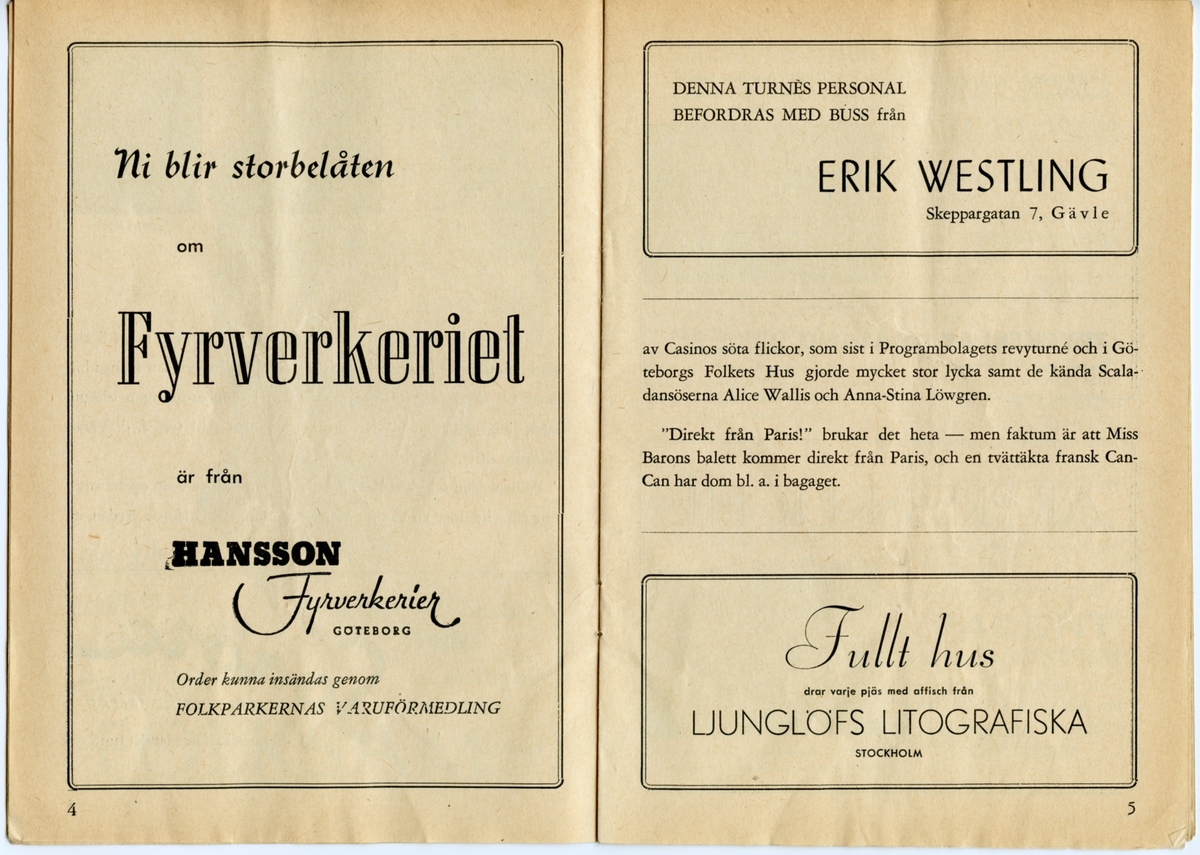 Ni blir storbelåten
om
Fyrverkeriet
är från
HANSSON
Fyrverkerier
GÖTEBORG
Order kunna insändas genom
FOLKPARKERNAS VARUFÖRMEDLING
4
DENNA TURNÈS PERSONAL
BEFORDRAS MED BUSS från
ERIK WESTLING
Skeppargatan 7, Gävle
av Casinos söta flickor, som sist i Programbolagets revyturné och i Gö-
teborgs Folkets Hus gjorde mycket stor lycka samt de kända Scala-
dansöserna Alice Wallis och Anna-Stina Löwgren.
”Direkt från Paris!” brukar det heta — men faktum är att Miss
Barons balett kommer direkt från Paris, och en tvättäkta fransk Can-
Can har dom bl. a. i bagaget.
Fullt hus
drar varje pjäs med affisch från
LJUNGLÖFS LITOGRAFISKA
STOCKHOLM
5